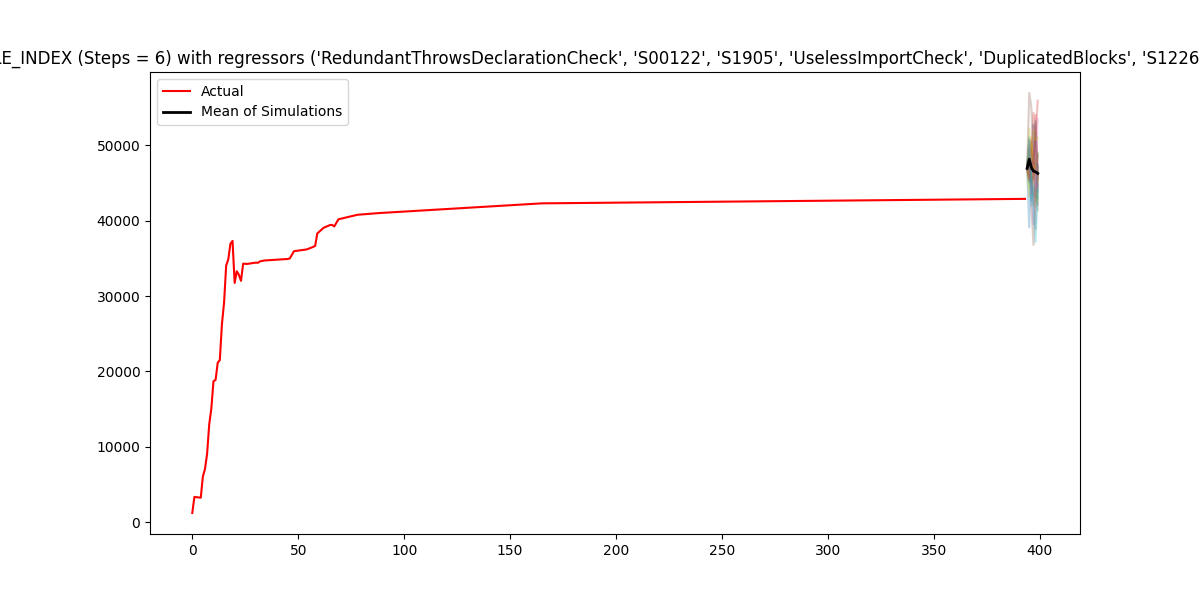 E_INDEX (Steps = 6) with regressors ('RedundantThrowsDeclarationCheck', 'S00122', 'S1905', 'UselessImportCheck', 'DuplicatedBlocks', 'S1226
Actual
Mean of Simulations
50000
40000
30000
20000
10000
0
0 50 100 150 200 250 300 350 400